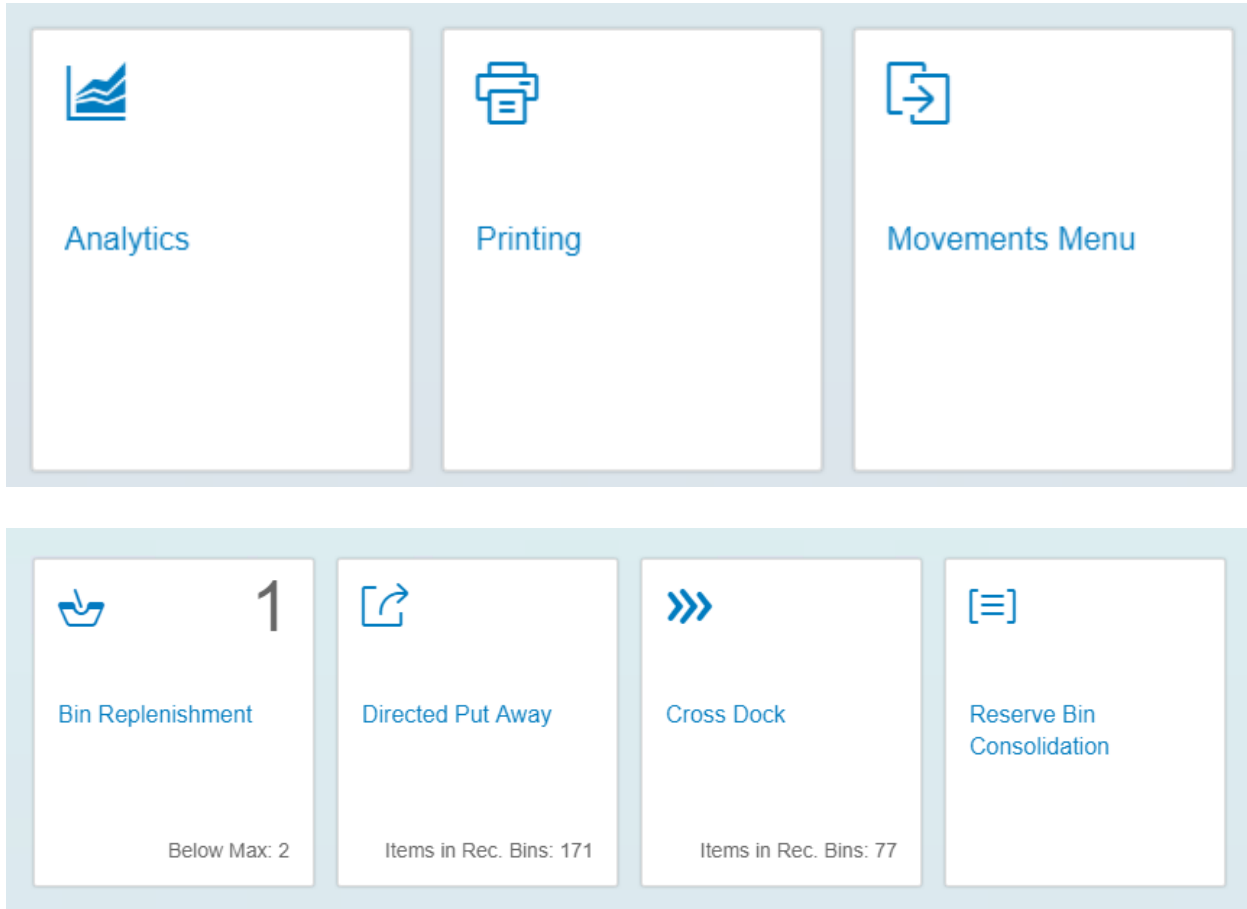 Analytics
Printing
Movements Menu
1
Bin Replenishment
Below Max: 2
Directed Put Away
Items in Rec. Bins: 171
Cross Dock
Items in Rec. Bins: 77
Reserve Bin
Consolidation